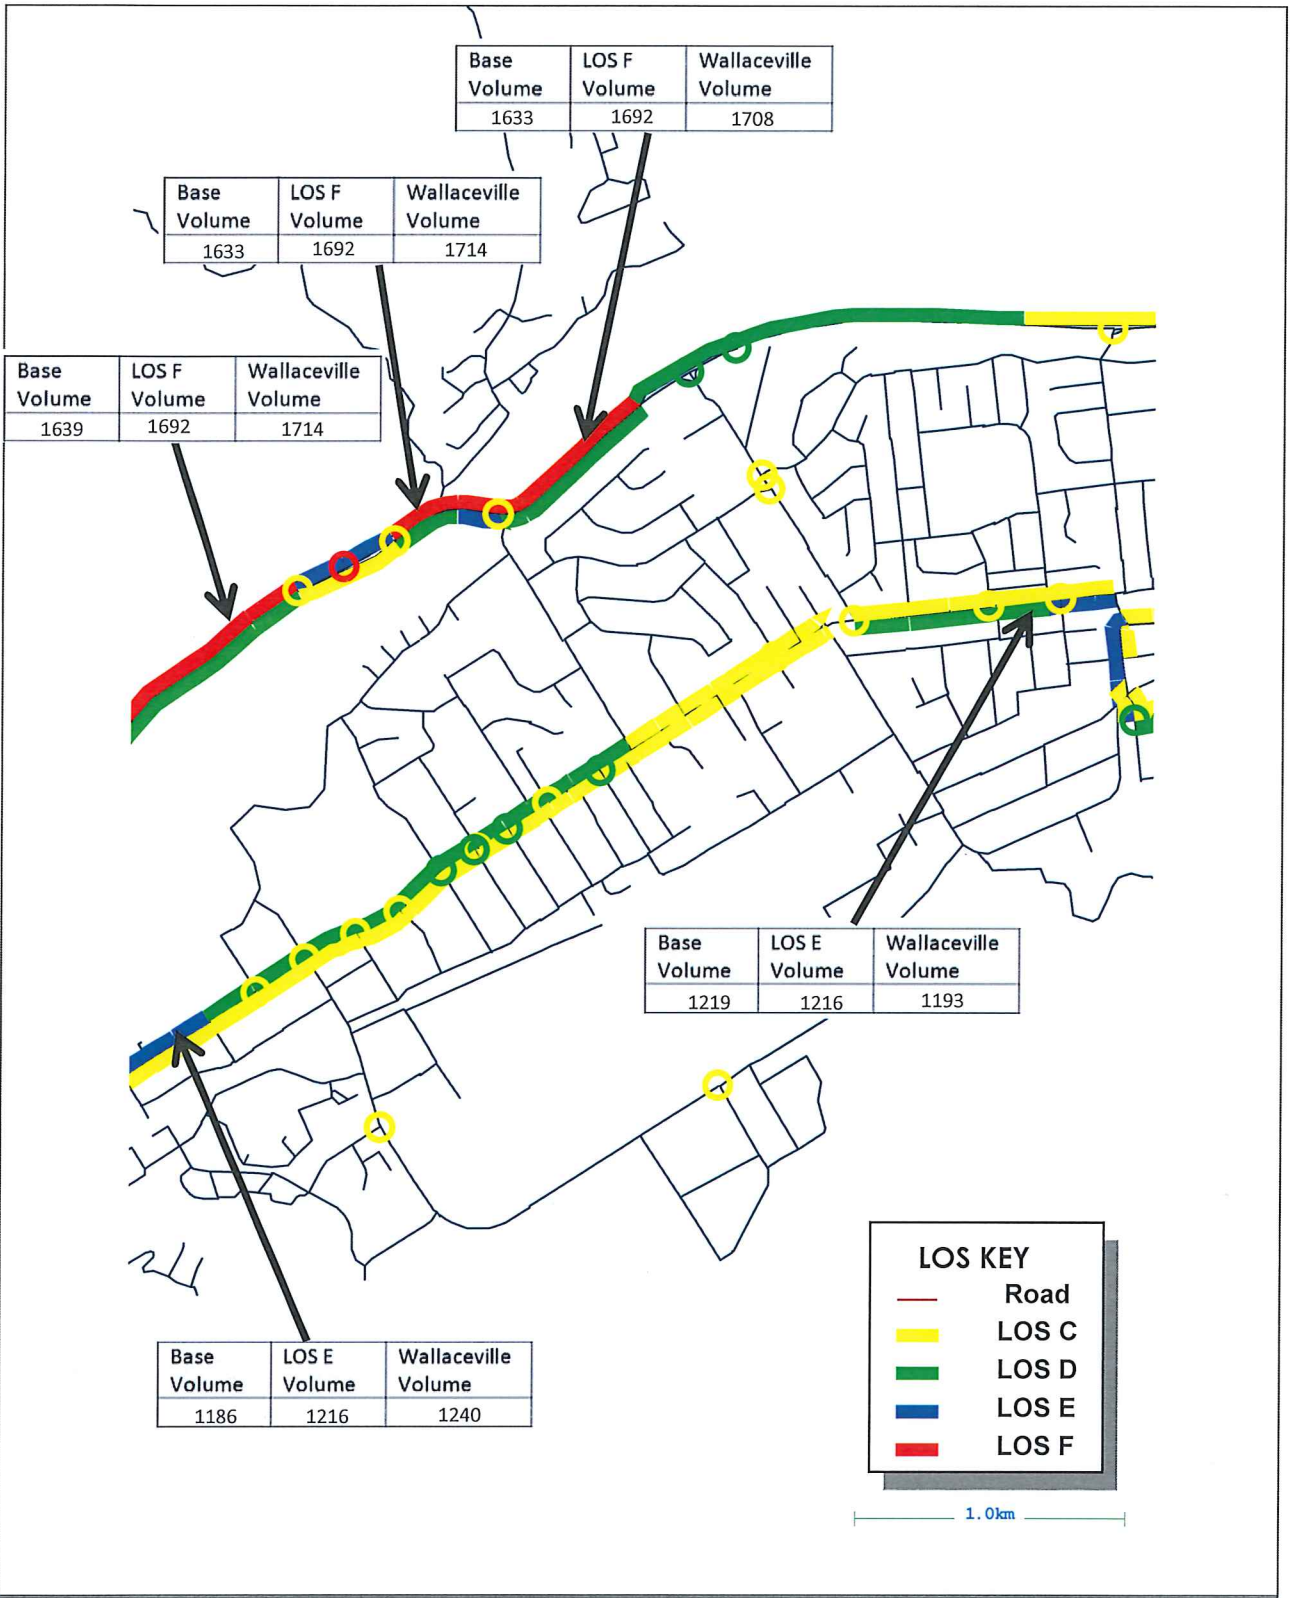 Base LOS F Wallaceville
Volume Volume Volume
1633 1692 1708
Base LOS F Wallaceville
Volume Volume Volume
1633 1692 1714
Base LOS F Wallaceville
Volume Volume Volume
1639 1692 1714
Base LOS E Wallaceville
Volume Volume Volume
1219 1216 1193
Base LOS E Wallaceville
Volume Volume Volume
1186 1216 1240
LOS KEY
Road
LOS C
LOS D
LOS E
LOS F
1.0km